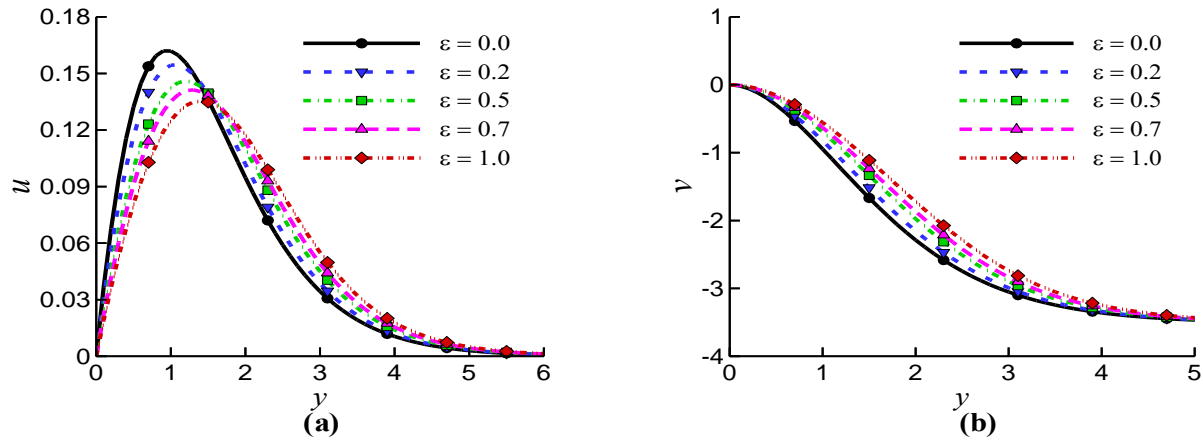 0.18
0.15
0.12
0.09
0.06
0.03
0
u
0 1 2 3 4 5 6
y
(a)
ε = 0.0
ε = 0.2
ε = 0.5
ε = 0.7
ε = 1.0
1
0
-1
-2
-3
-4
v
0 1 2 3 4 5
y
(b)
ε = 0.0
ε = 0.2
ε = 0.5
ε = 0.7
ε = 1.0